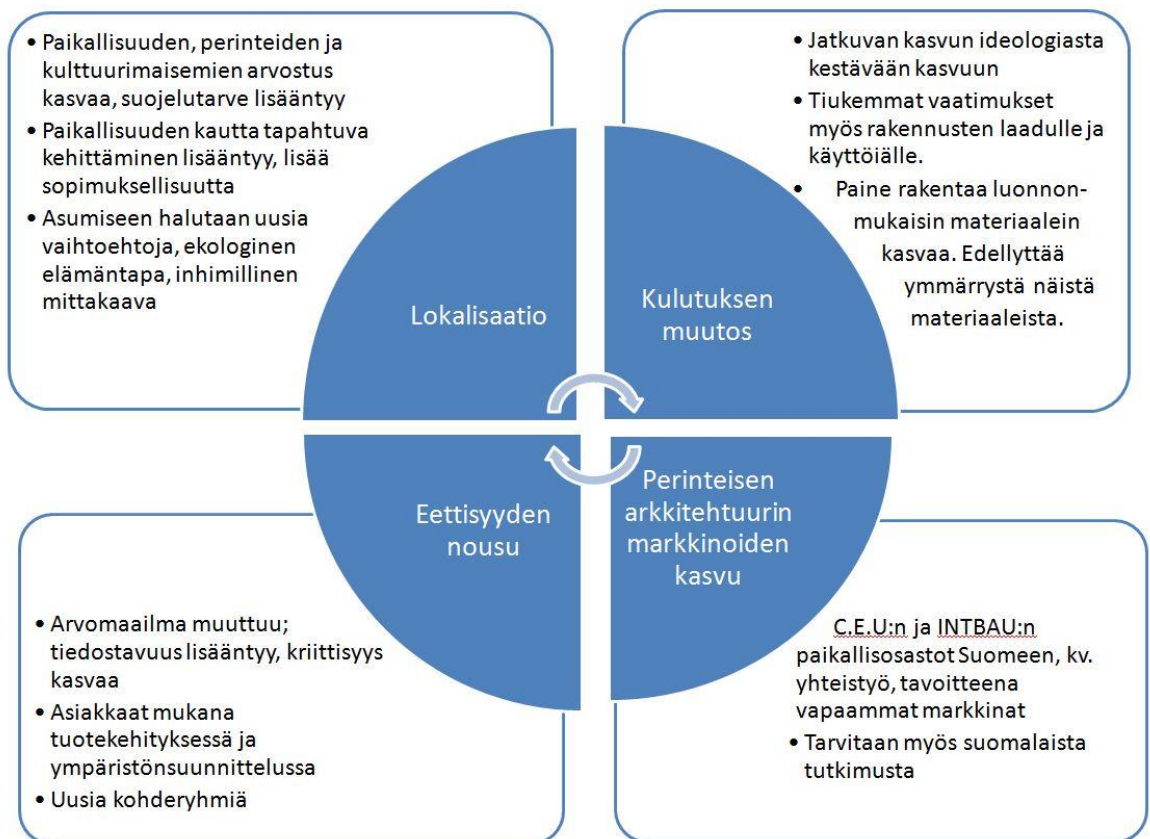 • Paikallisuuden, perinteiden ja
kulttuurimaisemien arvostus
kasvaa, suojelutarve lisääntyy
• Paikallisuuden kautta tapahtuva
kehittäminen lisääntyy, lisää
sopimuksellisuutta
• Asumiseen halutaan uusia
vaihtoehtoja, ekologinen
elämäntapa, inhimillinen
mittakaava
Lokalisaatio
• Jatkuvan kasvun ideologiasta
kestävään kasvuun
• Tiukemmat vaatimukset
myös rakennusten laadulle ja
käyttöiälle.
• Paine rakentaa luonnon-
mukaisin materiaalein
kasvaa. Edellyttää
ymmärrystä näistä
materiaaleista.
Kulutuksen
muutos
Eettisyyden
nousu
• Arvomaailma muuttuu;
tiedostavuus lisääntyy, kriittisyys
kasvaa
• Asiakkaat mukana
tuotekehityksessä ja
ympäristönsuunnittelussa
• Uusia kohderyhmiä
Perinteisen
arkkitehtuurin
markkinoiden
kasvu
C.E.U:n ja INTBAU:n
paikallisosastot Suomeen, kv.
yhteistyö, tavoitteena
vapaammat markkinat
• Tarvitaan myös suomalaista
tutkimusta